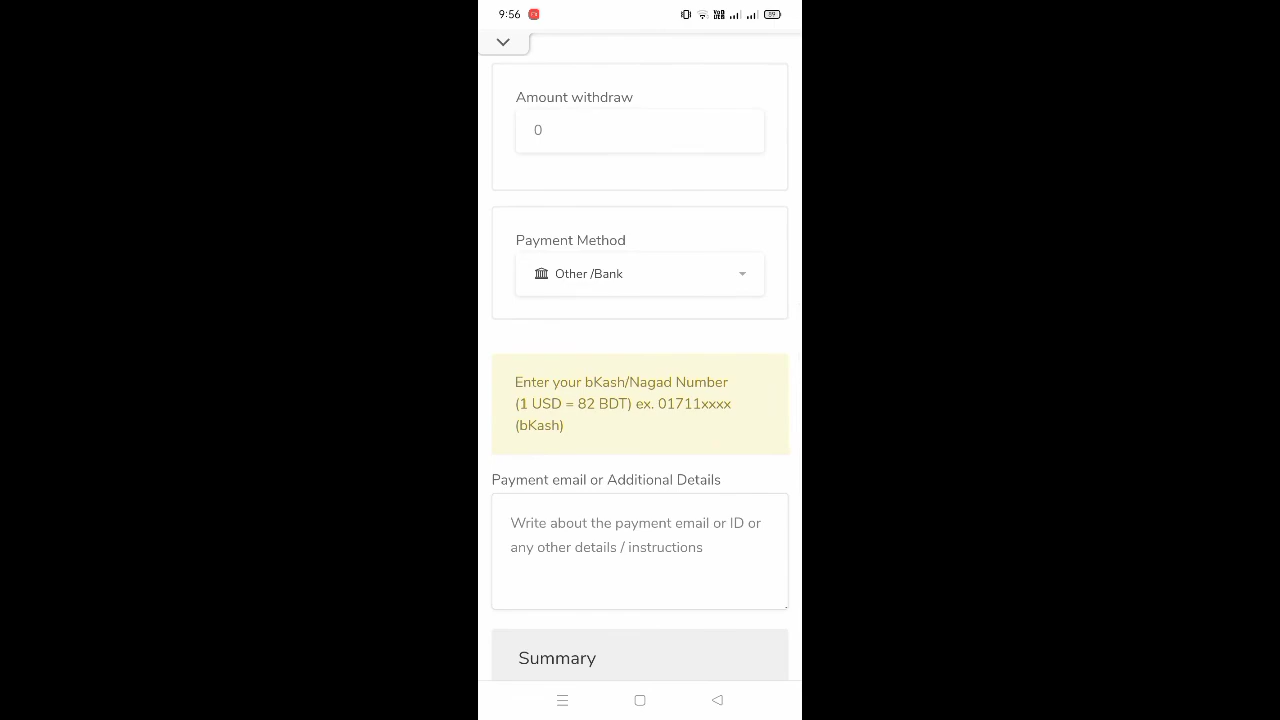 9:56
89
Amount withdraw
0
Payment Method
Other /Bank
Enter your bKash/Nagad Number
(1 USD = 82 BDT) ex. 01711xxxx
(bKash)
Payment email or Additional Details
Write about the payment email or ID or
any other details / instructions
Summary